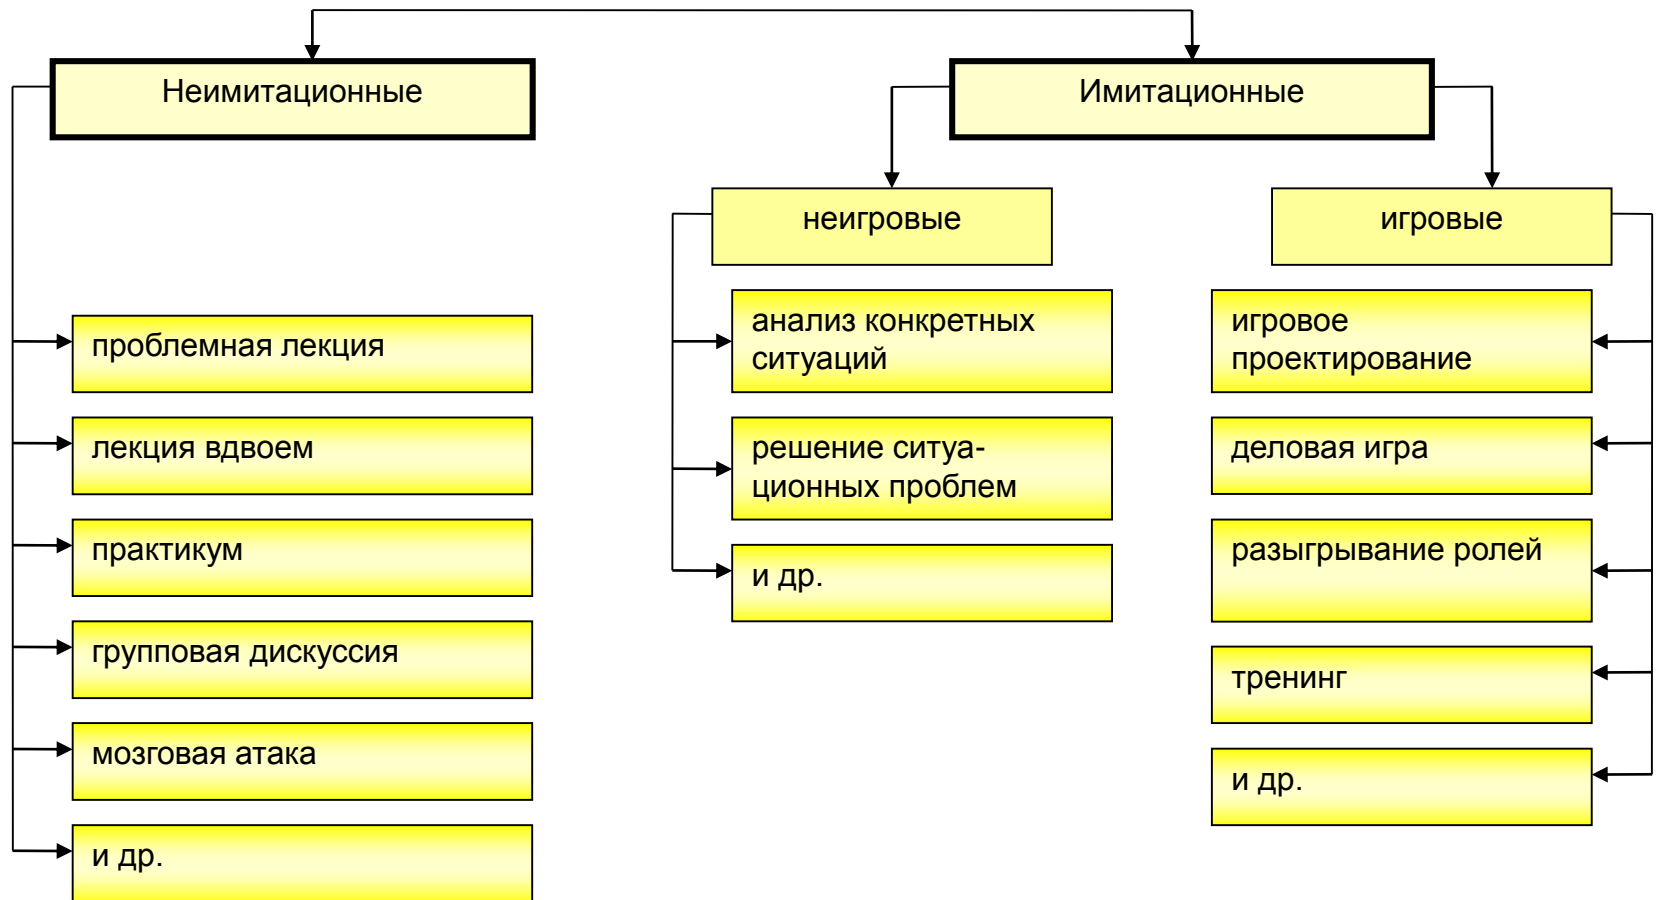 Неимитационные
Имитационные
неигровые
игровые
проблемная лекция
лекция вдвоем
практикум
групповая дискуссия
мозговая атака
и др.
анализ конкретных
ситуаций
решение ситуа-
ционных проблем
и др.
игровое
проектирование
деловая игра
разыгрывание ролей
тренинг
и др.